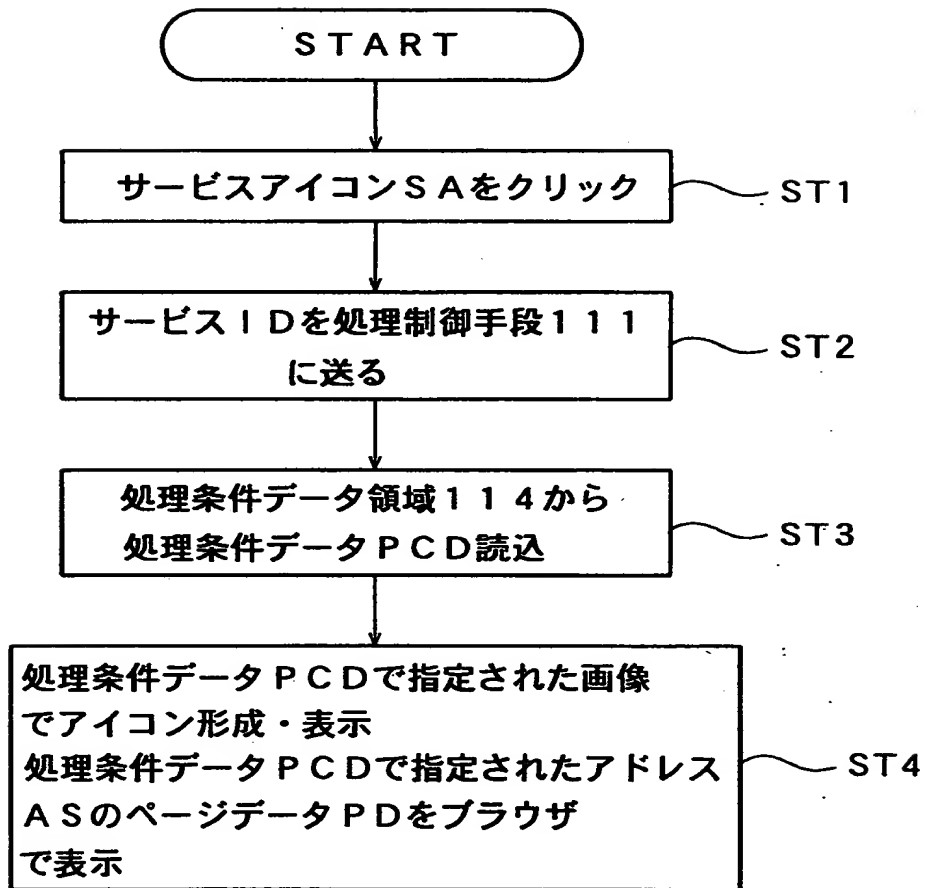 ＳＴＡＲＴ
サービスアイコンＳＡをクリック
ST1
サービスＩＤを処理制御手段１１１
に送る
ST2
処理条件データ領域１１４から
処理条件データＰＣＤ読込
ST3
処理条件データＰＣＤで指定された画像
でアイコン形成・表示
処理条件データＰＣＤで指定されたアドレス
ＡＳのページデータＰＤをブラウザ
で表示
ST4